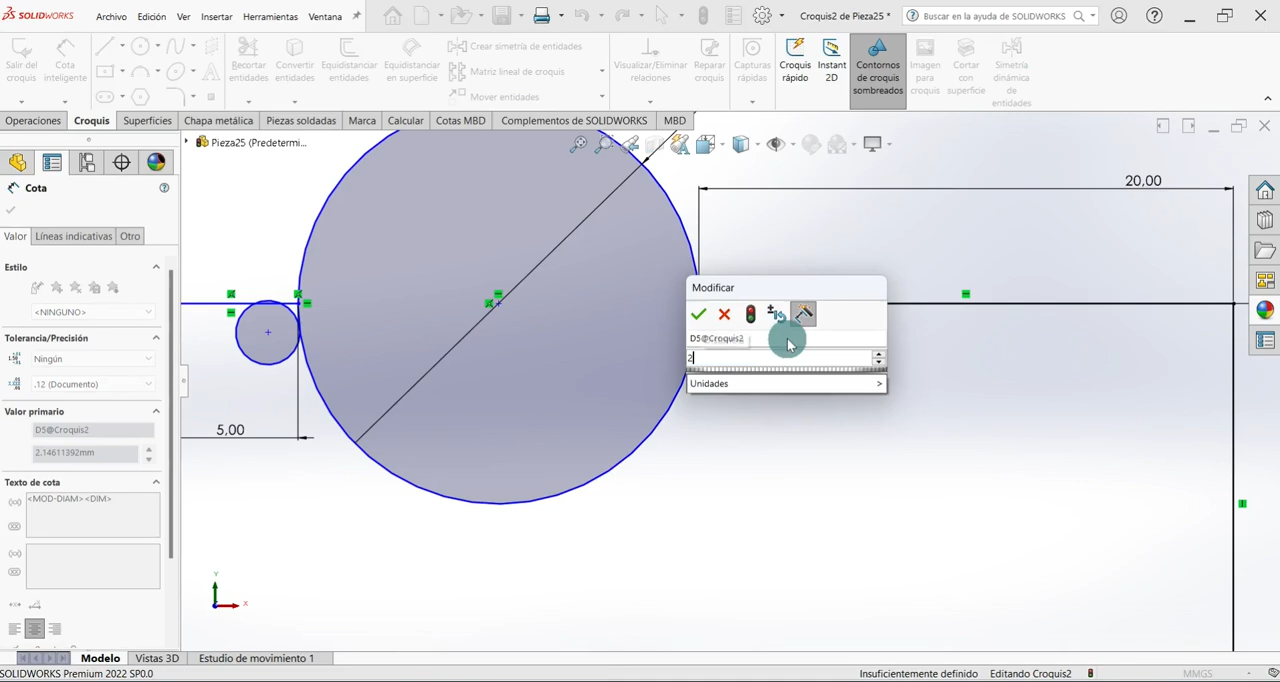 SOLIDWORKS
Archivo Edición Ver Insertar Herramientas Ventana
Croquis2 de Pieza25 *
Buscar en la ayuda de SOLIDWORKS
Salir del croquis
Cota inteligente
Recortar entidades
Convertir entidades
Equidistanciar entidades
Equidistanciar en superficie
Crear simetría de entidades
Matriz lineal de croquis
Mover entidades
Visualizar/Eliminar relaciones
Reparar croquis
Capturas rápidas
Croquis rápido
Instant 2D
Contornos de croquis sombreados
Imagen para croquis
Cortar con superficie
Simetría dinámica de entidades
Operaciones Croquis Superficies Chapa metálica Piezas soldadas Marca Calcular Cotas MBD Complementos de SOLIDWORKS MBD
Pieza25 (Predetermi...
Cota
Valor Líneas indicativas Otro
Estilo
<NINGUNO>
Tolerancia/Precisión
Ningún
.12 (Documento)
Valor primario
D5@Croquis2
2.14611392mm
Texto de cota
<MOD-DIAM><DIM>
20,00
5,00
Modificar
D5@Croquis2
2
Unidades >
Y
X
Modelo Vistas 3D Estudio de movimiento 1
SOLIDWORKS Premium 2022 SP0.0
Insuficientemente definido Editando Croquis2 MMGS